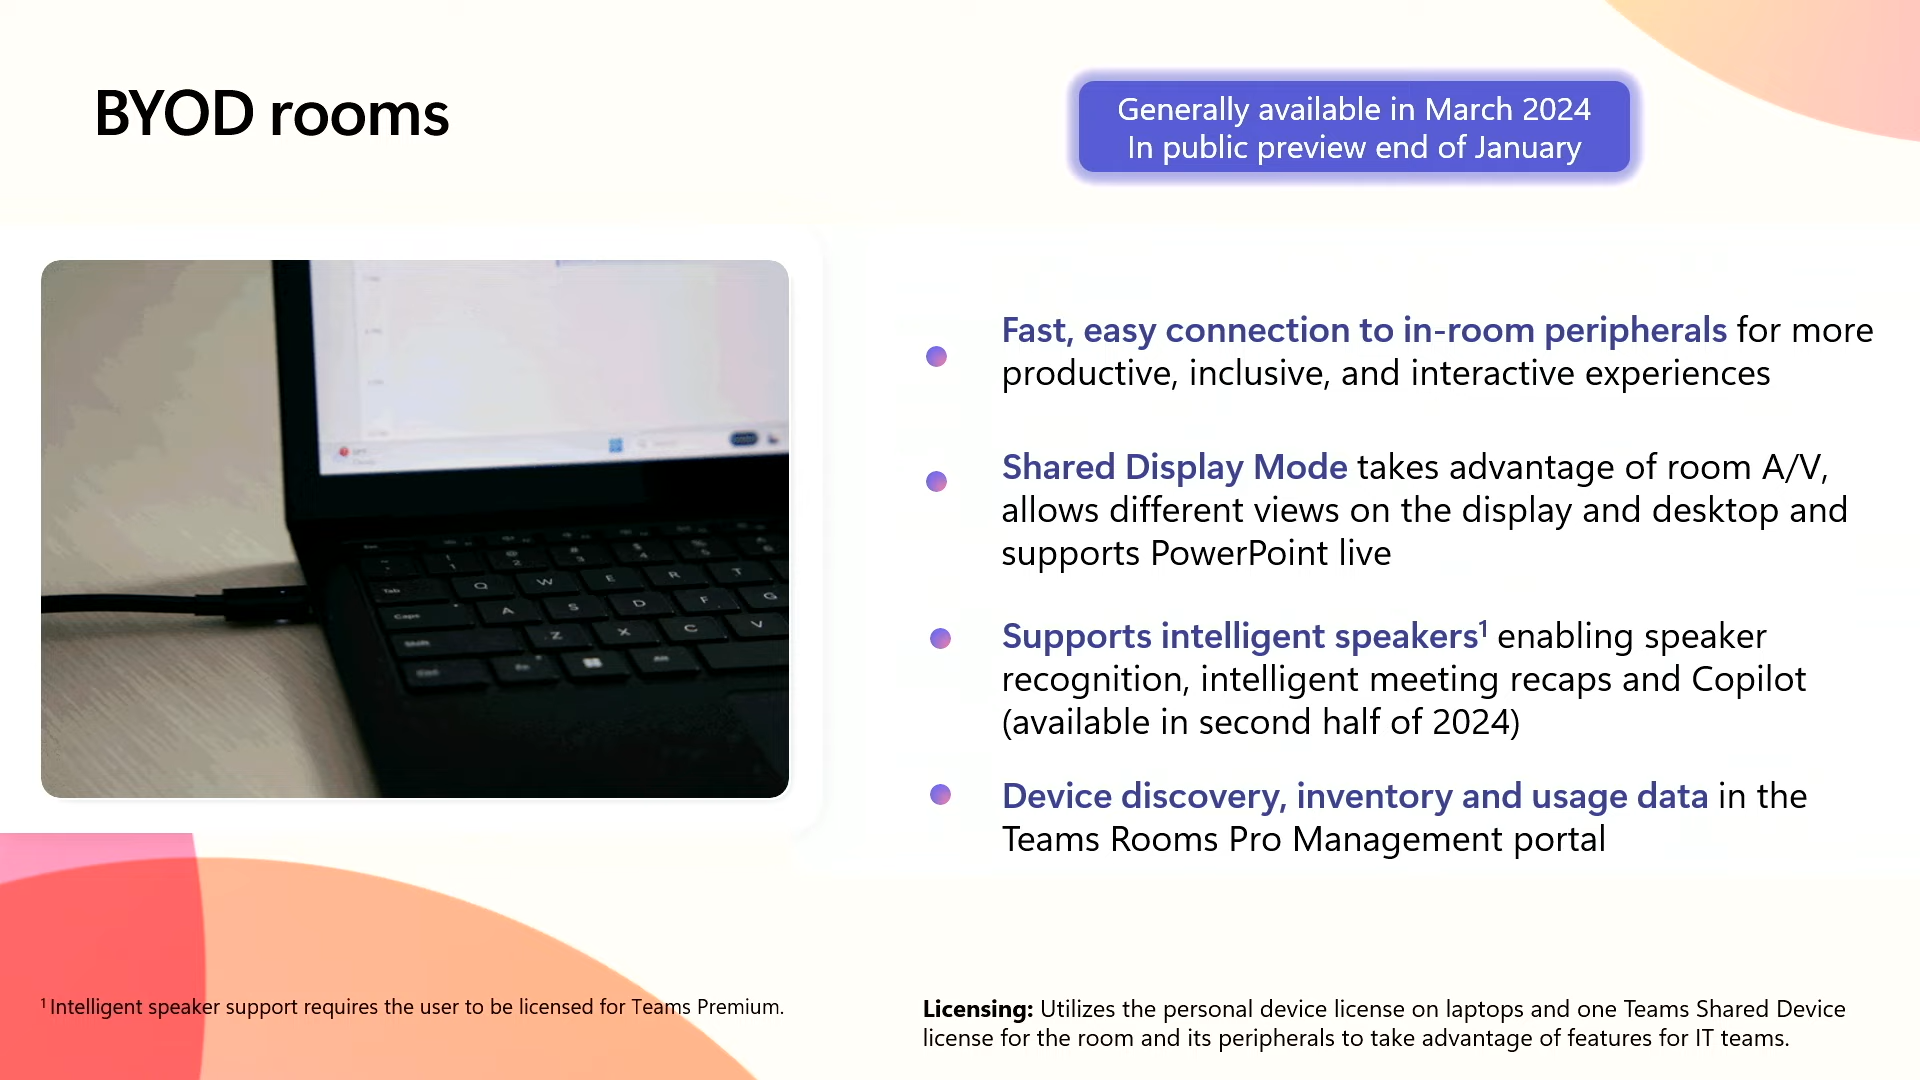 BYOD rooms
Generally available in March 2024
In public preview end of January
Fast, easy connection to in-room peripherals for more
productive, inclusive, and interactive experiences
Shared Display Mode takes advantage of room A/V,
allows different views on the display and desktop and
supports PowerPoint live
Supports intelligent speakers¹ enabling speaker
recognition, intelligent meeting recaps and Copilot
(available in second half of 2024)
Device discovery, inventory and usage data in the
Teams Rooms Pro Management portal
Tab
Q W E R T
Caps
A S D F G
Shift
Z X C V
¹ Intelligent speaker support requires the user to be licensed for Teams Premium.
Licensing: Utilizes the personal device license on laptops and one Teams Shared Device
license for the room and its peripherals to take advantage of features for IT teams.